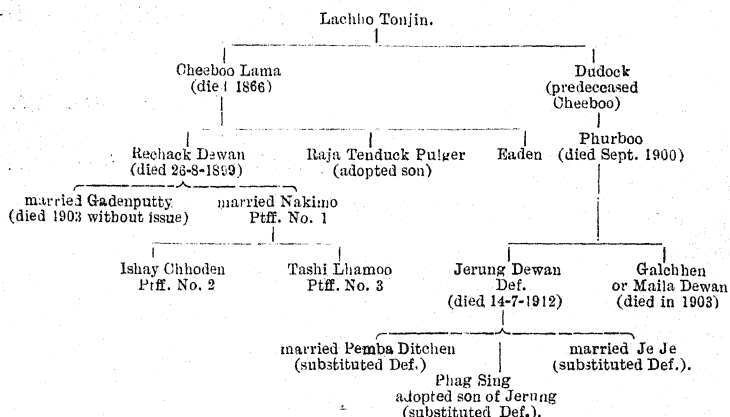 Lachho Tonjin.
Cheeboo Lama
(died 1866)
Dudock
(predeceased
Cheeboo)
Rechack Dewan
(died 26-8-1899)
Raja Tenduck Pulger
(adopted son)
Eaden
Phurboo
(died Sept. 1900)
married Gadenputty
(died 1903 without issue)
married Nakimo
Ptff. No. 1
Ishay Chhoden
Ptff. No. 2
Tashi Lhamoo
Ptff. No. 3
Jerung Dewan
Def.
(died 14-7-1912)
Galchhen
or Maila Dewan
(died in 1903)
married Pemba Ditchen
(substituted Def.)
married Je Je
(substituted Def.).
Phag Sing
adopted son of Jerung
(substituted Def.).